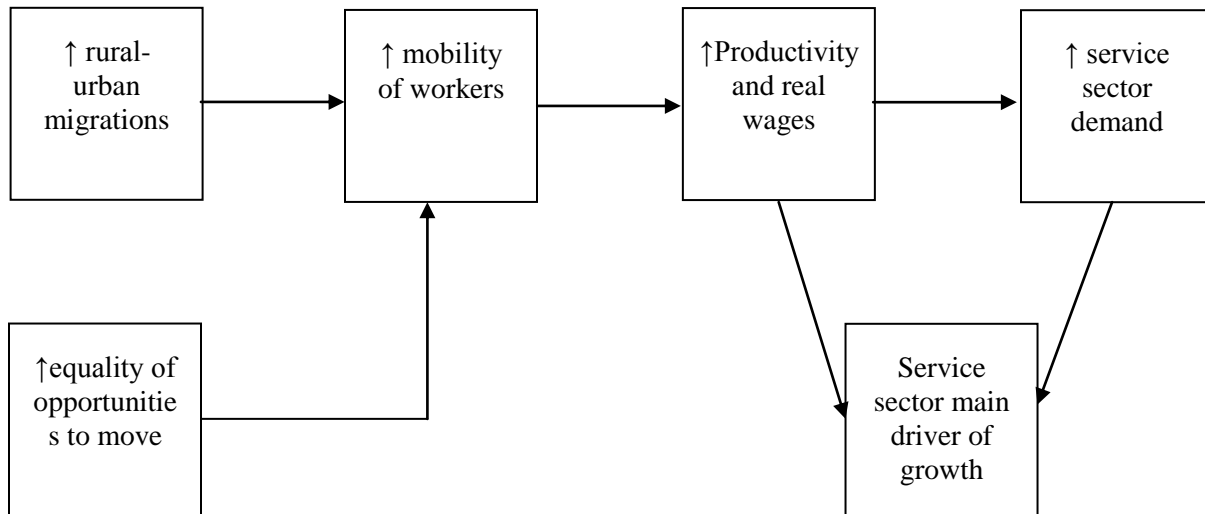 ↑ rural-
urban
migrations
↑ mobility
of workers
↑Productivity
and real
wages
↑ service
sector
demand
↑equality of
opportunitie
s to move
Service
sector main
driver of
growth